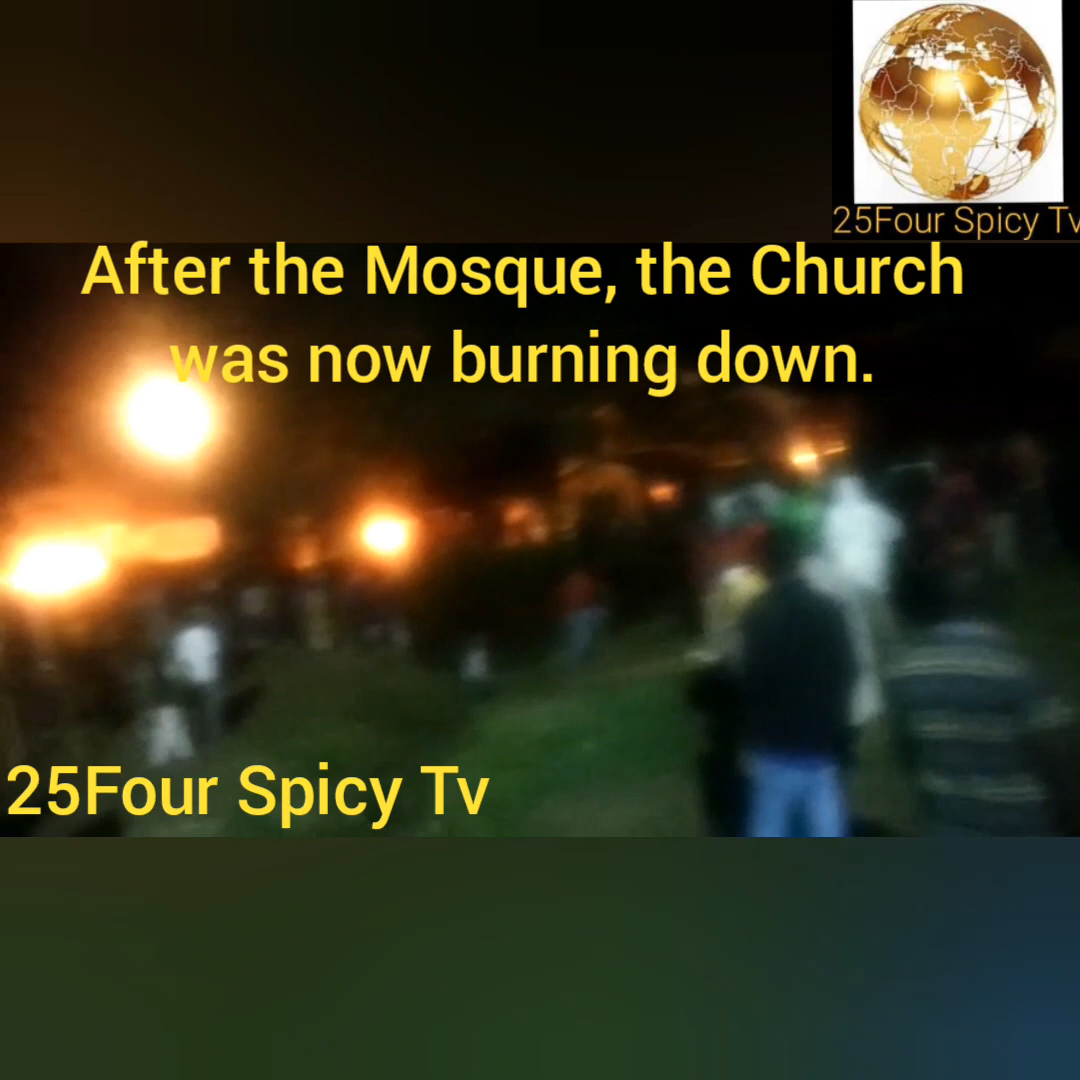 25Four Spicy Tv
After the Mosque, the Church
was now burning down.
25Four Spicy Tv